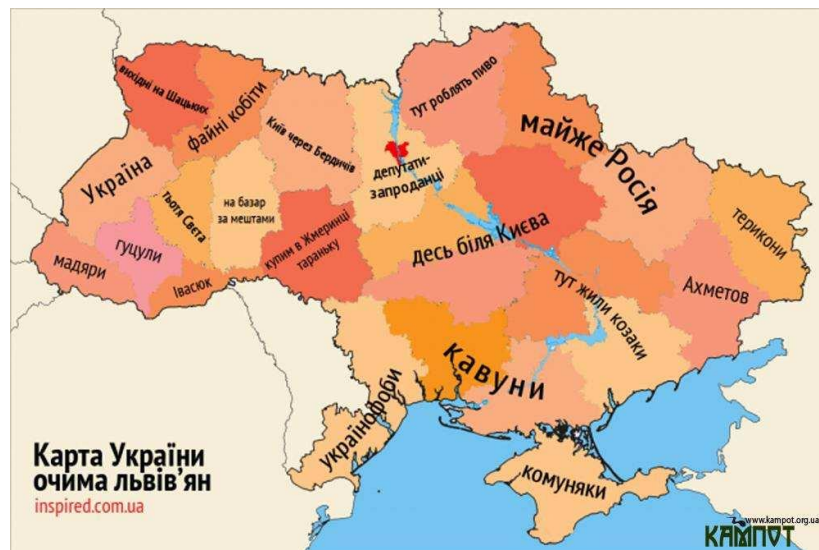 вихідні на Шацьких
файні кобіти
Київ через Бердичів
тут роблять пиво
майже Росія
Україна
тьотя Свєта
на базар
за мештами
депутати-
запроданці
терикони
гуцули
мадяри
Івасюк
купим в Жмеринці
тараньку
десь біля Києва
Ахметов
тут жили козаки
кавуни
українофоби
комуняки
Карта України
очима львів'ян
inspired.com.ua
www.kampot.org.ua
КАМПОТ